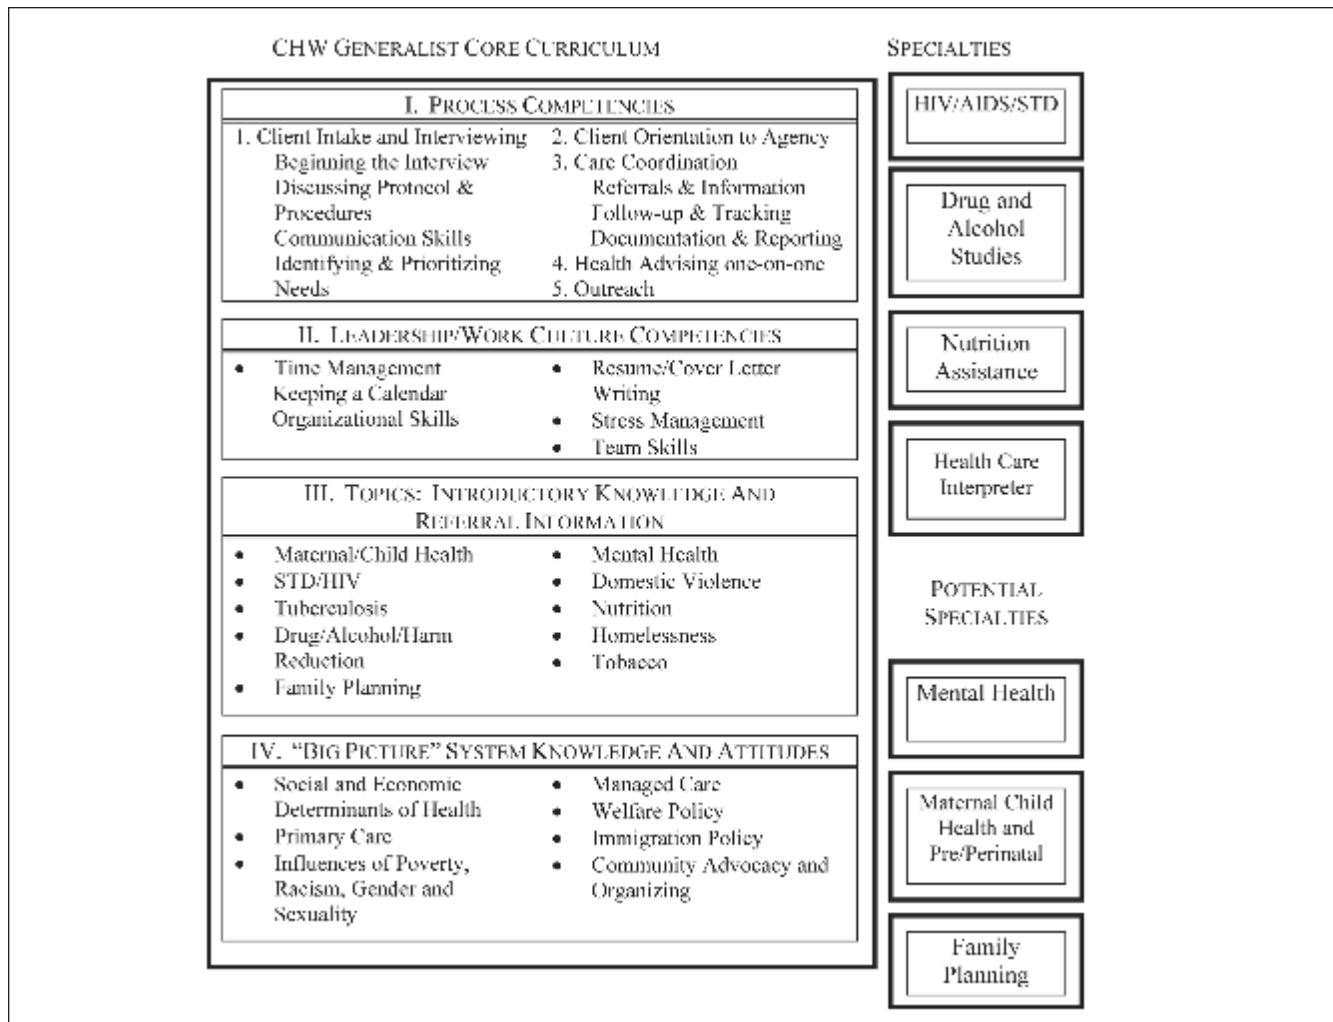 CHW GENERALIST CORE CURRICULUM
I. PROCESS COMPETENCIES
1. Client Intake and Interviewing
Beginning the Interview
Discussing Protocol &
Procedures
Communication Skills
Identifying & Prioritizing
Needs
2. Client Orientation to Agency
3. Care Coordination
Referrals & Information
Follow-up & Tracking
Documentation & Reporting
4. Health Advising one-on-one
5. Outreach
II. LEADERSHIP/WORK CULTURE COMPETENCIES
• Time Management
Keeping a Calendar
Organizational Skills
• Resume/Cover Letter
Writing
• Stress Management
• Team Skills
III. TOPICS: INTRODUCTORY KNOWLEDGE AND
REFERRAL INFORMATION
• Maternal/Child Health
• STD/HIV
• Tuberculosis
• Drug/Alcohol/Harm
Reduction
• Family Planning
• Mental Health
• Domestic Violence
• Nutrition
• Homelessness
• Tobacco
IV. "BIG PICTURE" SYSTEM KNOWLEDGE AND ATTITUDES
• Social and Economic
Determinants of Health
• Primary Care
• Influences of Poverty,
Racism, Gender and
Sexuality
• Managed Care
• Welfare Policy
• Immigration Policy
• Community Advocacy and
Organizing
SPECIALTIES
HIV/AIDS/STD
Drug and
Alcohol
Studies
Nutrition
Assistance
Health Care
Interpreter
POTENTIAL
SPECIALTIES
Mental Health
Maternal Child
Health and
Pre/Perinatal
Family
Planning